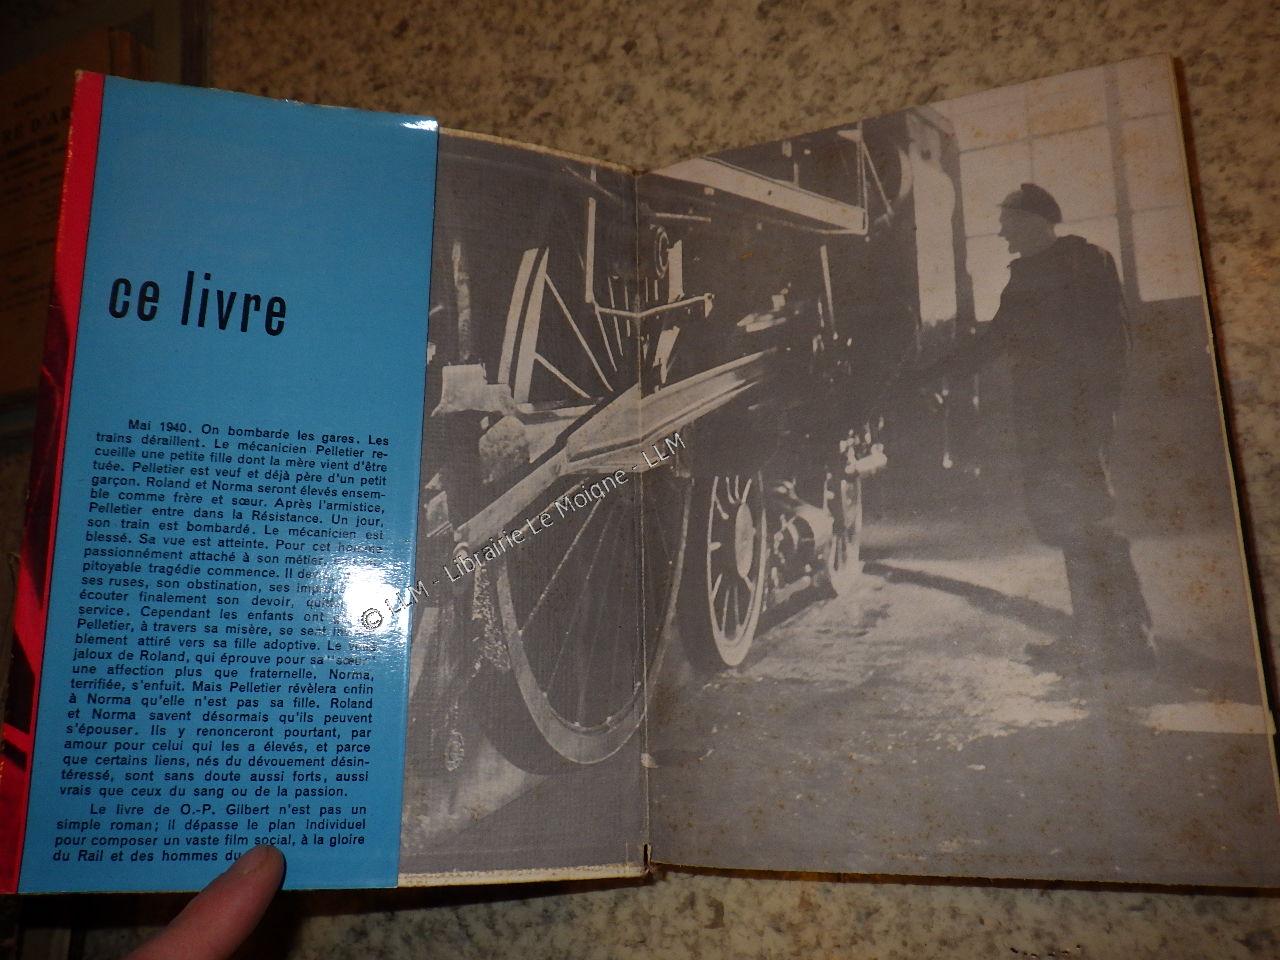 ce livre
Mai 1940. On bombarde les gares. Les
trains déraillent. Le mécanicien Pelletier re-
cueille une petite fille dont la mère vient d'être
tuée. Pelletier est veuf et déjà père d'un petit
garçon. Roland et Norma seront élevés ensem-
ble comme frère et sœur. Après l'armistice,
Pelletier entre dans la Résistance. Un jour,
son train est bombardé. Le mécanicien est
blessé. Sa vue est atteinte. Pour cet homme
passionnément attaché à son métier,
pitoyable tragédie commence. Il
ses ruses, son obstination, ses
écouter finalement son devoir,
service. Cependant les enfants ont
Pelletier, à travers sa misère, se sent
blement attiré vers sa fille adoptive. Le
jaloux de Roland, qui éprouve pour sa "sœur"
une affection plus que fraternelle. Norma,
terrifiée, s'enfuit. Mais Pelletier révèlera enfin
à Norma qu'elle n'est pas sa fille. Roland
et Norma savent désormais qu'ils peuvent
s'épouser. Ils y renonceront pourtant, par
amour pour celui qui les a élevés, et parce
que certains liens, nés du dévouement désin-
téressé, sont sans doute aussi forts, aussi
vrais que ceux du sang ou de la passion.
Le livre de O.-P. Gilbert n'est pas un
simple roman; il dépasse le plan individuel
pour composer un vaste film social, à la gloire
du Rail et des hommes du
© LLM - Librairie Le Moigne - LLM